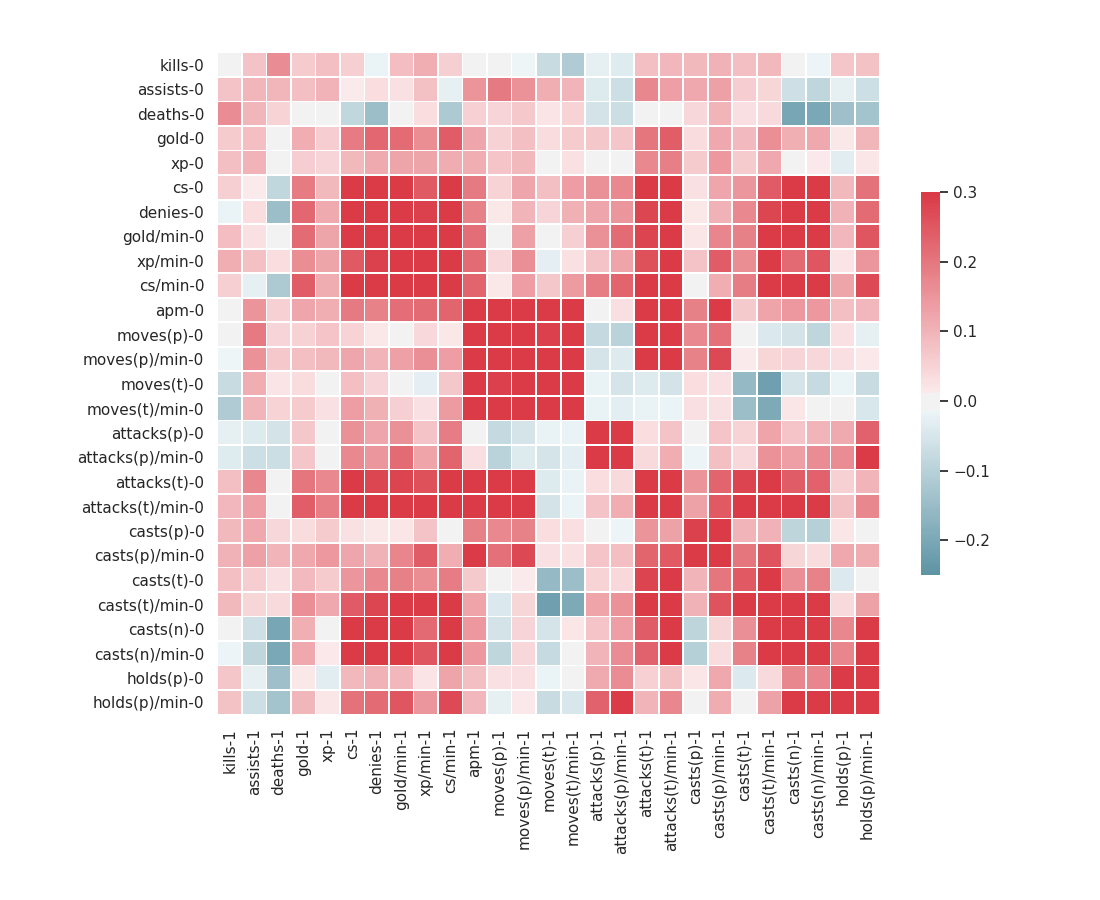 kills-0
assists-0
deaths-0
gold-0
xp-0
cs-0
denies-0
gold/min-0
xp/min-0
cs/min-0
apm-0
moves(p)-0
moves(p)/min-0
moves(t)-0
moves(t)/min-0
attacks(p)-0
attacks(p)/min-0
attacks(t)-0
attacks(t)/min-0
casts(p)-0
casts(p)/min-0
casts(t)-0
casts(t)/min-0
casts(n)-0
casts(n)/min-0
holds(p)-0
holds(p)/min-0
kills-1
assists-1
deaths-1
gold-1
xp-1
cs-1
denies-1
gold/min-1
xp/min-1
cs/min-1
apm-1
moves(p)-1
moves(p)/min-1
moves(t)-1
moves(t)/min-1
attacks(p)-1
attacks(p)/min-1
attacks(t)-1
attacks(t)/min-1
casts(p)-1
casts(p)/min-1
casts(t)-1
casts(t)/min-1
casts(n)-1
casts(n)/min-1
holds(p)-1
holds(p)/min-1
0.3
0.2
0.1
0.0
−0.1
−0.2